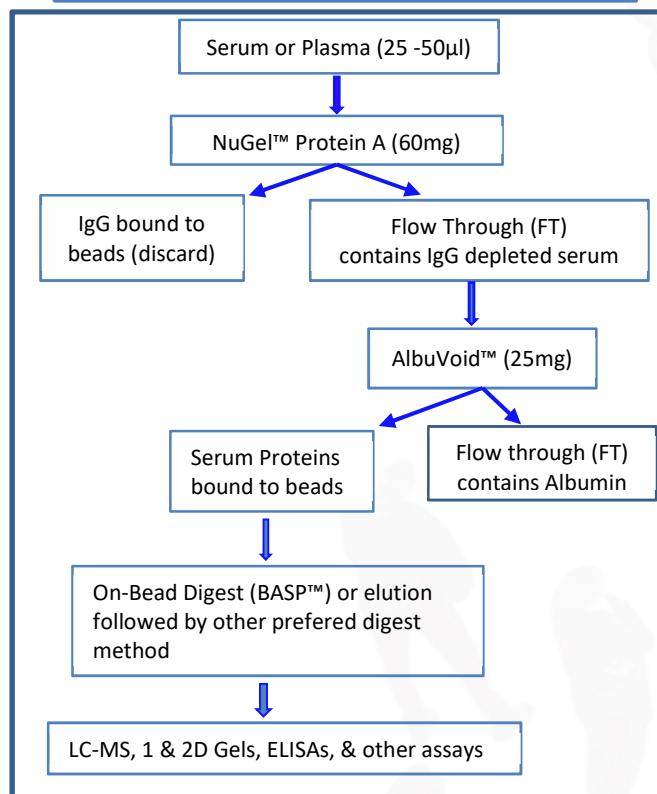 Serum or Plasma (25 -50µl)
NuGel™ Protein A (60mg)
IgG bound to
beads (discard)
Flow Through (FT)
contains IgG depleted serum
AlbuVoid™ (25mg)
Serum Proteins
bound to beads
Flow through (FT)
contains Albumin
On-Bead Digest (BASP™) or elution
followed by other prefered digest
method
LC-MS, 1 & 2D Gels, ELISAs, & other assays